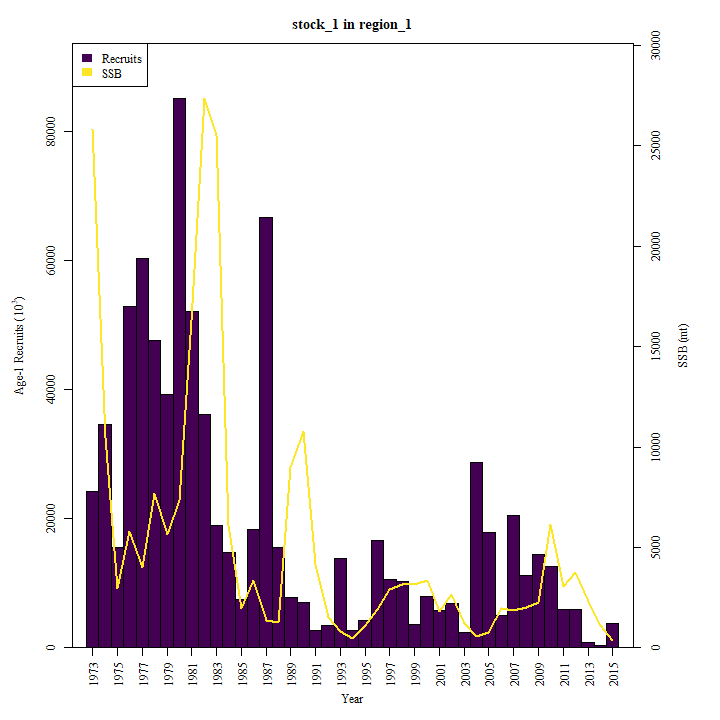 stock_1 in region_1
Recruits
SSB
Age-1 Recruits (10³)
0
20000
40000
60000
80000
SSB (mt)
0
5000
10000
15000
20000
25000
30000
1973 1975 1977 1979 1981 1983 1985 1987 1989 1991 1993 1995 1997 1999 2001 2003 2005 2007 2009 2011 2013 2015
Year